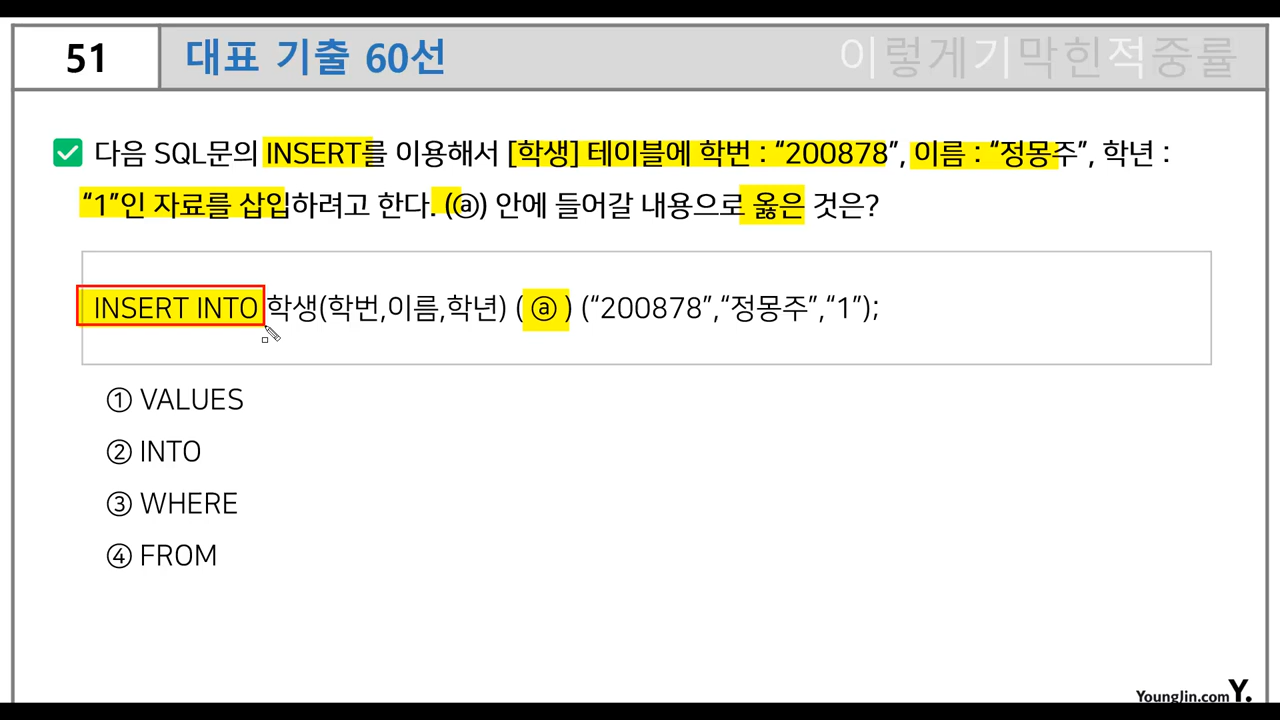 51
대표 기출 60선
이렇게기막힌적중률
다음 SQL문의 INSERT를 이용해서 [학생] 테이블에 학번 : “200878”, 이름 : “정몽주”, 학년 :
“1”인 자료를 삽입하려고 한다. (ⓐ) 안에 들어갈 내용으로 옳은 것은?
INSERT INTO 학생(학번,이름,학년) ( ⓐ ) (“200878”,“정몽주”,“1”);
① VALUES
② INTO
③ WHERE
④ FROM
YoungJin.com Y.